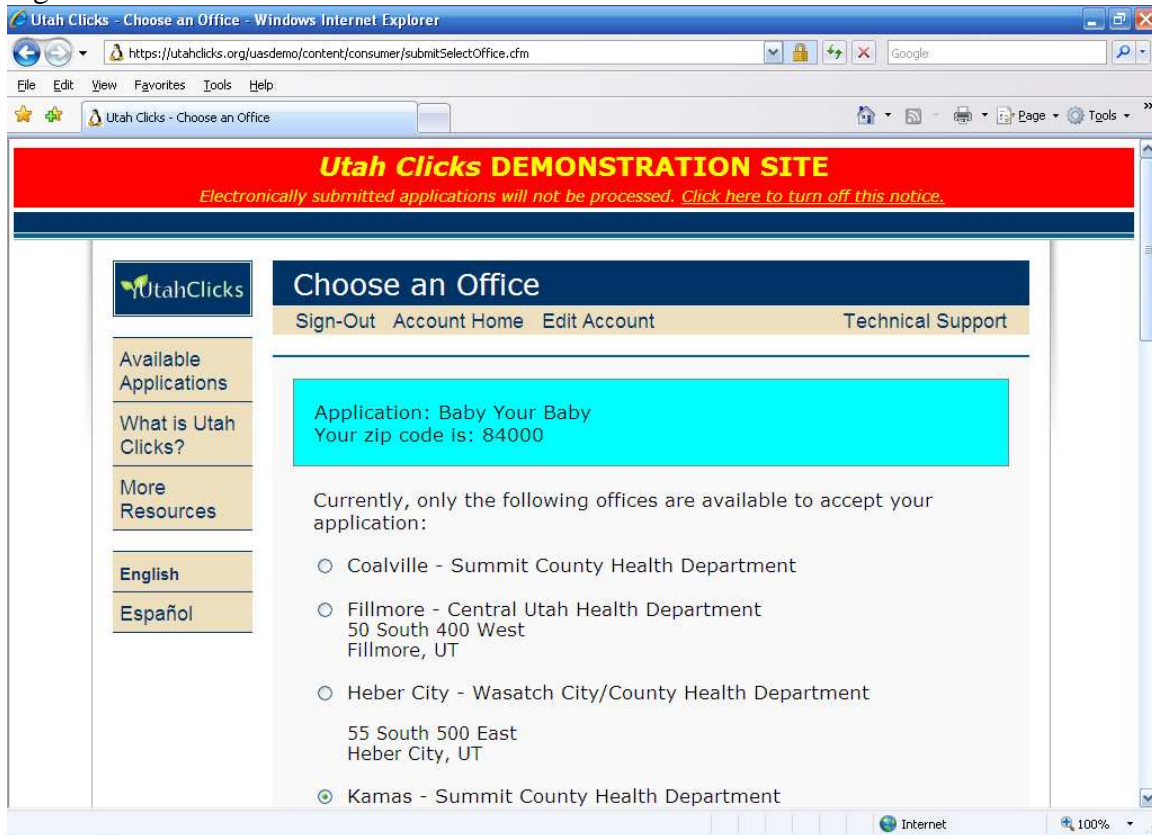 Utah Clicks - Choose an Office - Windows Internet Explorer
https://utahclicks.org/uasdemo/content/consumer/submitSelectOffice.cfm
Google
File Edit View Favorites Tools Help
Utah Clicks - Choose an Office
Page Tools »
Utah Clicks DEMONSTRATION SITE
Electronically submitted applications will not be processed. Click here to turn off this notice.
UtahClicks
Choose an Office
Sign-Out Account Home Edit Account Technical Support
Available
Applications
What is Utah
Clicks?
More
Resources
English
Español
Application: Baby Your Baby
Your zip code is: 84000
Currently, only the following offices are available to accept your
application:
Coalville - Summit County Health Department
Fillmore - Central Utah Health Department
50 South 400 West
Fillmore, UT
Heber City - Wasatch City/County Health Department
55 South 500 East
Heber City, UT
Kamas - Summit County Health Department
Internet 100%